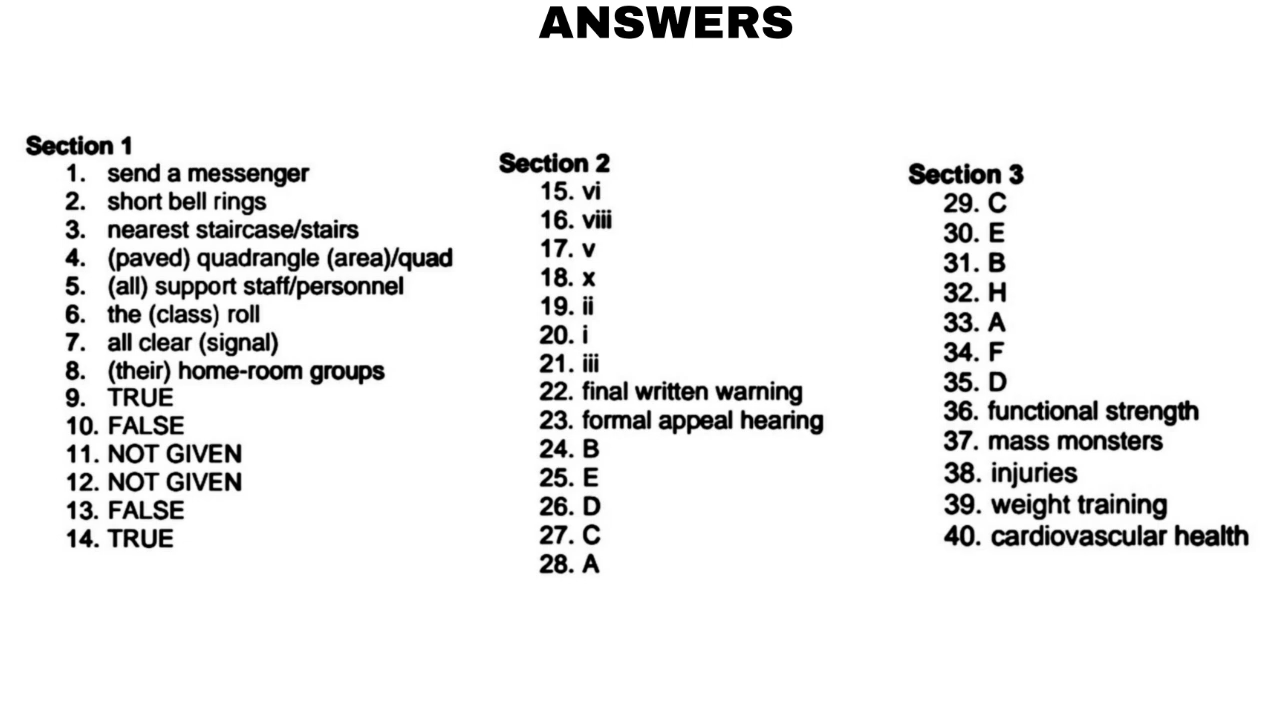 ANSWERS
Section 1
1. send a messenger
2. short bell rings
3. nearest staircase/stairs
4. (paved) quadrangle (area)/quad
5. (all) support staff/personnel
6. the (class) roll
7. all clear (signal)
8. (their) home-room groups
9. TRUE
10. FALSE
11. NOT GIVEN
12. NOT GIVEN
13. FALSE
14. TRUE
Section 2
15. vi
16. viii
17. v
18. x
19. ii
20. i
21. iii
22. final written warning
23. formal appeal hearing
24. B
25. E
26. D
27. C
28. A
Section 3
29. C
30. E
31. B
32. H
33. A
34. F
35. D
36. functional strength
37. mass monsters
38. injuries
39. weight training
40. cardiovascular health